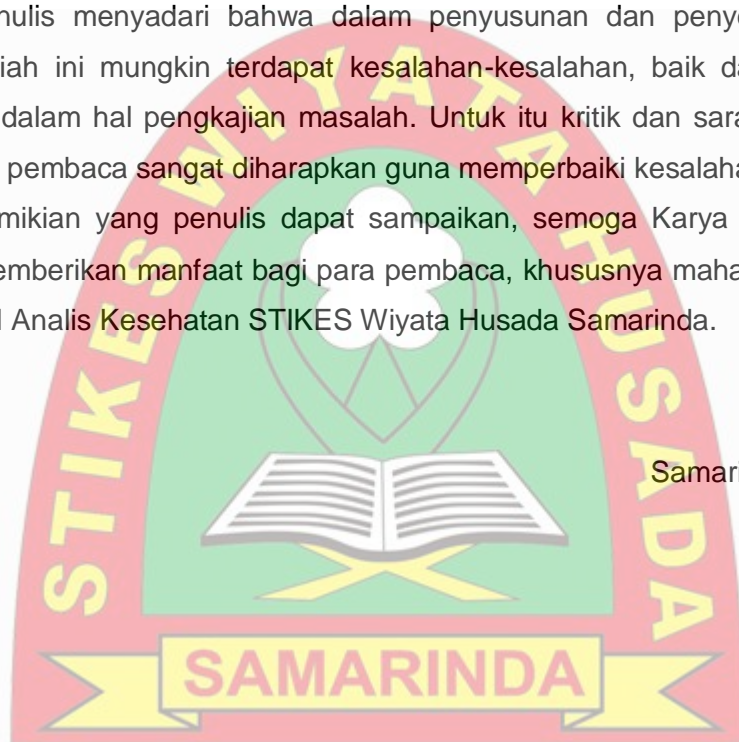 nulis menyadari bahwa dalam penyusunan dan penye
iah ini mungkin terdapat kesalahan-kesalahan, baik da
dalam hal pengkajian masalah. Untuk itu kritik dan sara
pembaca sangat diharapkan guna memperbaiki kesalaha
mikian yang penulis dapat sampaikan, semoga Karya
emberikan manfaat bagi para pembaca, khususnya maha
Analis Kesehatan STIKES Wiyata Husada Samarinda.
Samari
STIKES WIYATA HUSADA
SAMARINDA